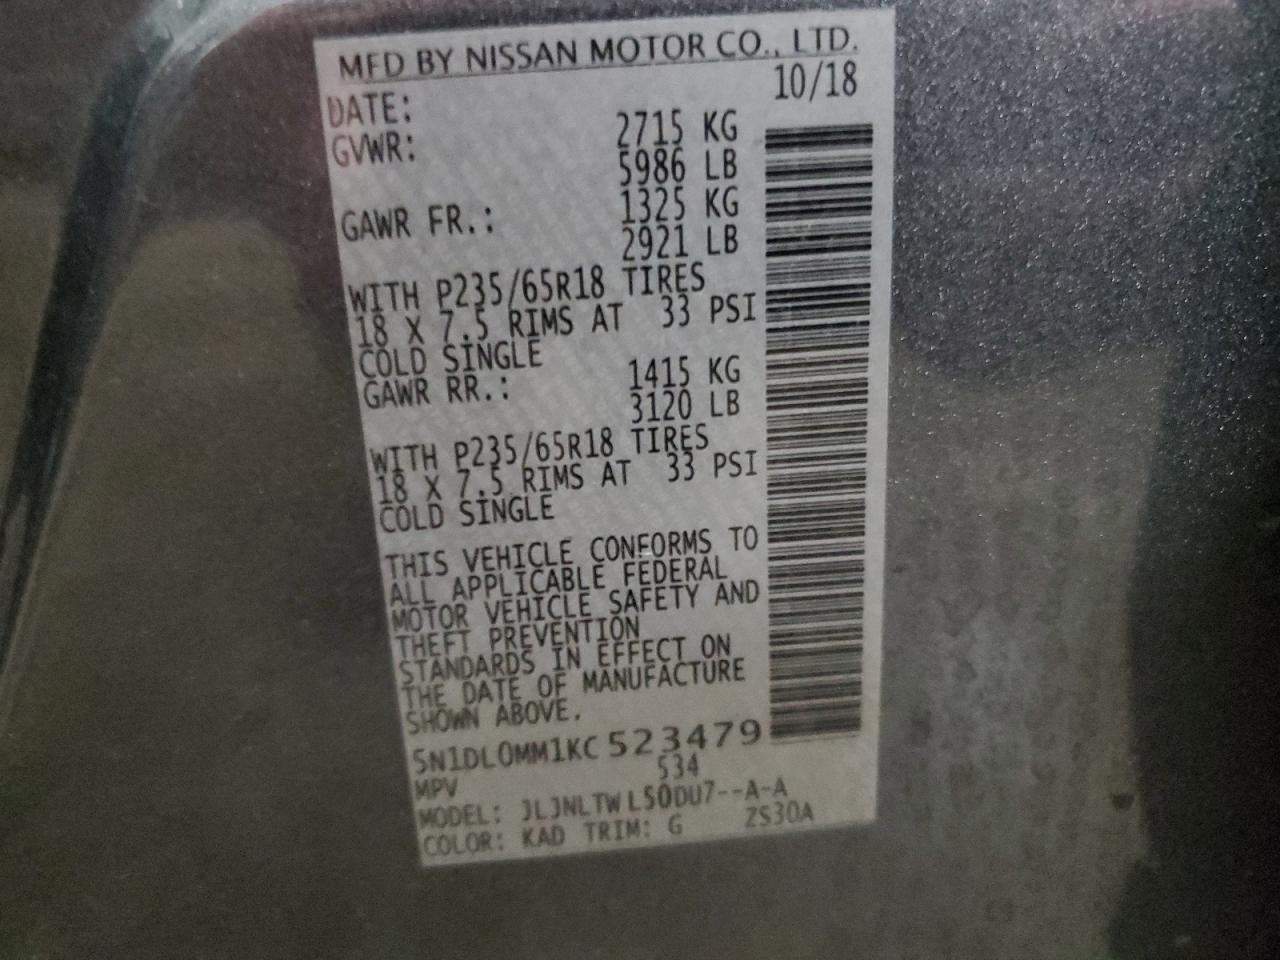 MFD BY NISSAN MOTOR CO., LTD.
DATE: 10/18
GVWR: 2715 KG
5986 LB
GAWR FR.: 1325 KG
2921 LB
WITH P235/65R18 TIRES
18 X 7.5 RIMS AT 33 PSI
COLD SINGLE
GAWR RR.: 1415 KG
3120 LB
WITH P235/65R18 TIRES
18 X 7.5 RIMS AT 33 PSI
COLD SINGLE
THIS VEHICLE CONFORMS TO
ALL APPLICABLE FEDERAL
MOTOR VEHICLE SAFETY AND
THEFT PREVENTION
STANDARDS IN EFFECT ON
THE DATE OF MANUFACTURE
SHOWN ABOVE.
5N1DL0MM1KC523479
MPV 534
MODEL: JLJNLTWL50DU7--A-A
COLOR: KAD TRIM: G ZS30A